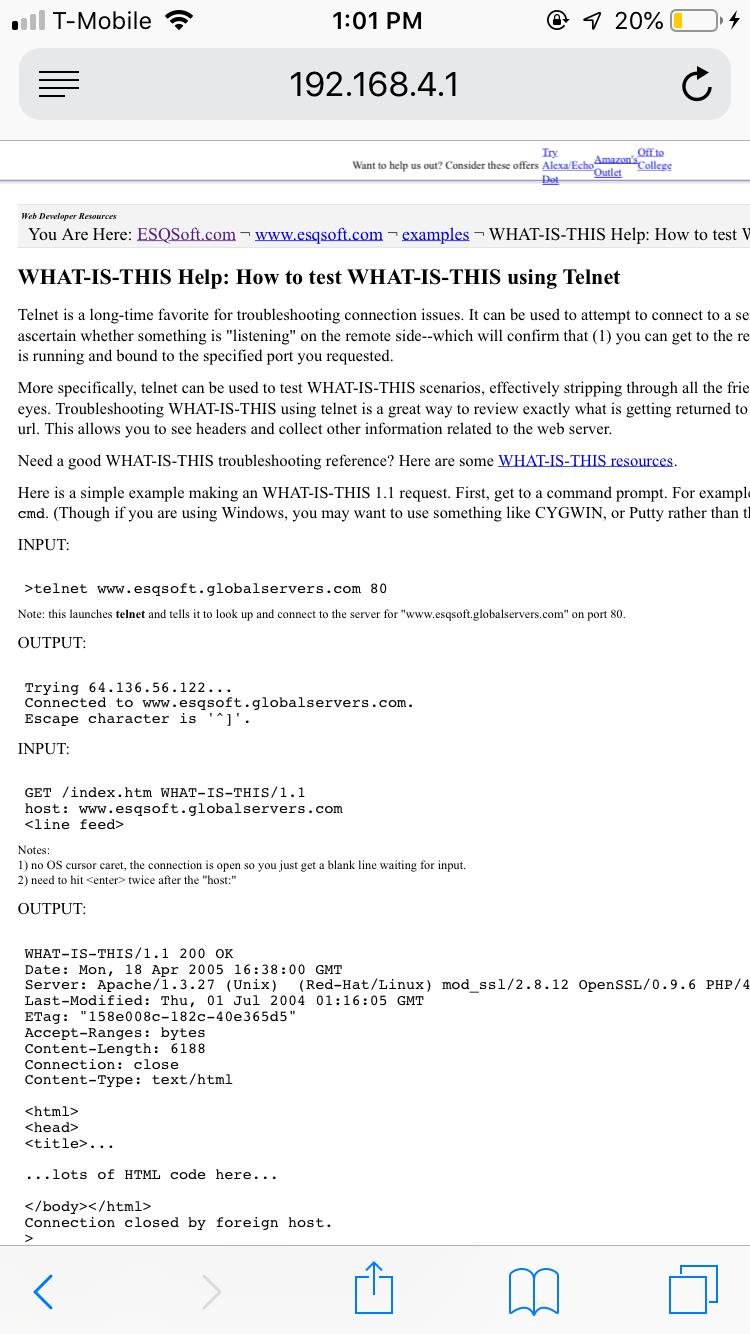 T-Mobile 1:01 PM 20%
192.168.4.1
Want to help us out? Consider these offers Try Alexa/Echo Dot Amazon's Outlet Off to College
Web Developer Resources
You Are Here: ESQSoft.com ¬ www.esqsoft.com ¬ examples ¬ WHAT-IS-THIS Help: How to test W
WHAT-IS-THIS Help: How to test WHAT-IS-THIS using Telnet
Telnet is a long-time favorite for troubleshooting connection issues. It can be used to attempt to connect to a se
ascertain whether something is "listening" on the remote side--which will confirm that (1) you can get to the re
is running and bound to the specified port you requested.
More specifically, telnet can be used to test WHAT-IS-THIS scenarios, effectively stripping through all the frie
eyes. Troubleshooting WHAT-IS-THIS using telnet is a great way to review exactly what is getting returned to
url. This allows you to see headers and collect other information related to the web server.
Need a good WHAT-IS-THIS troubleshooting reference? Here are some WHAT-IS-THIS resources.
Here is a simple example making an WHAT-IS-THIS 1.1 request. First, get to a command prompt. For exampl
cmd. (Though if you are using Windows, you may want to use something like CYGWIN, or Putty rather than t
INPUT:
>telnet www.esqsoft.globalservers.com 80
Note: this launches telnet and tells it to look up and connect to the server for "www.esqsoft.globalservers.com" on port 80.
OUTPUT:
Trying 64.136.56.122...
Connected to www.esqsoft.globalservers.com.
Escape character is '^]'.
INPUT:
GET /index.htm WHAT-IS-THIS/1.1
host: www.esqsoft.globalservers.com
<line feed>
Notes:
1) no OS cursor caret, the connection is open so you just get a blank line waiting for input.
2) need to hit <enter> twice after the "host:"
OUTPUT:
WHAT-IS-THIS/1.1 200 OK
Date: Mon, 18 Apr 2005 16:38:00 GMT
Server: Apache/1.3.27 (Unix)  (Red-Hat/Linux) mod_ssl/2.8.12 OpenSSL/0.9.6 PHP/4
Last-Modified: Thu, 01 Jul 2004 01:16:05 GMT
ETag: "158e008c-182c-40e365d5"
Accept-Ranges: bytes
Content-Length: 6188
Connection: close
Content-Type: text/html
<html>
<head>
<title>...
...lots of HTML code here...
</body></html>
Connection closed by foreign host.
>